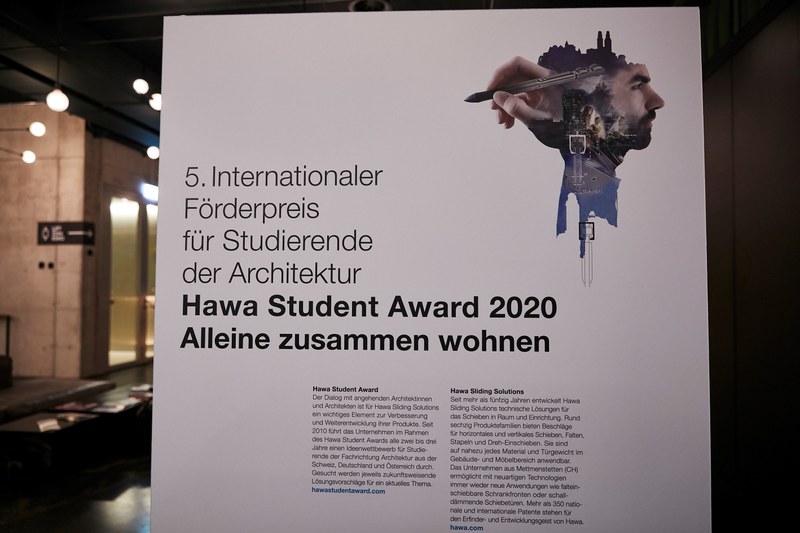 5. Internationaler
Förderpreis
für Studierende
der Architektur
Hawa Student Award 2020
Alleine zusammen wohnen
Hawa Student Award
Der Dialog mit angehenden Architektinnen
und Architekten ist für Hawa Sliding Solutions
ein wichtiges Element zur Verbesserung
und Weiterentwicklung ihrer Produkte. Seit
2010 führt das Unternehmen im Rahmen
des Hawa Student Awards alle zwei bis drei
Jahre einen Ideenwettbewerb für Studie-
rende der Fachrichtung Architektur aus der
Schweiz, Deutschland und Österreich durch.
Gesucht werden jeweils zukunftsweisende
Lösungsvorschläge für ein aktuelles Thema.
hawastudentaward.com
Hawa Sliding Solutions
Seit mehr als fünfzig Jahren entwickelt Hawa
Sliding Solutions technische Lösungen für
das Schieben in Raum und Einrichtung. Rund
sechzig Produktefamilien bieten Beschläge
für horizontales und vertikales Schieben, Falten,
Stapeln und Dreh-Einschieben. Sie sind
auf nahezu jedes Material und Türgewicht im
Gebäude- und Möbelbereich anwendbar.
Das Unternehmen aus Mettmenstetten (CH)
ermöglicht mit neuartigen Technologien
immer wieder neue Anwendungen wie faltein-
schiebbare Schrankfronten oder schall-
dämmende Schiebetüren. Mehr als 350 natio-
nale und internationale Patente stehen für
den Erfinder- und Entwicklungsgeist von Hawa.
hawa.com